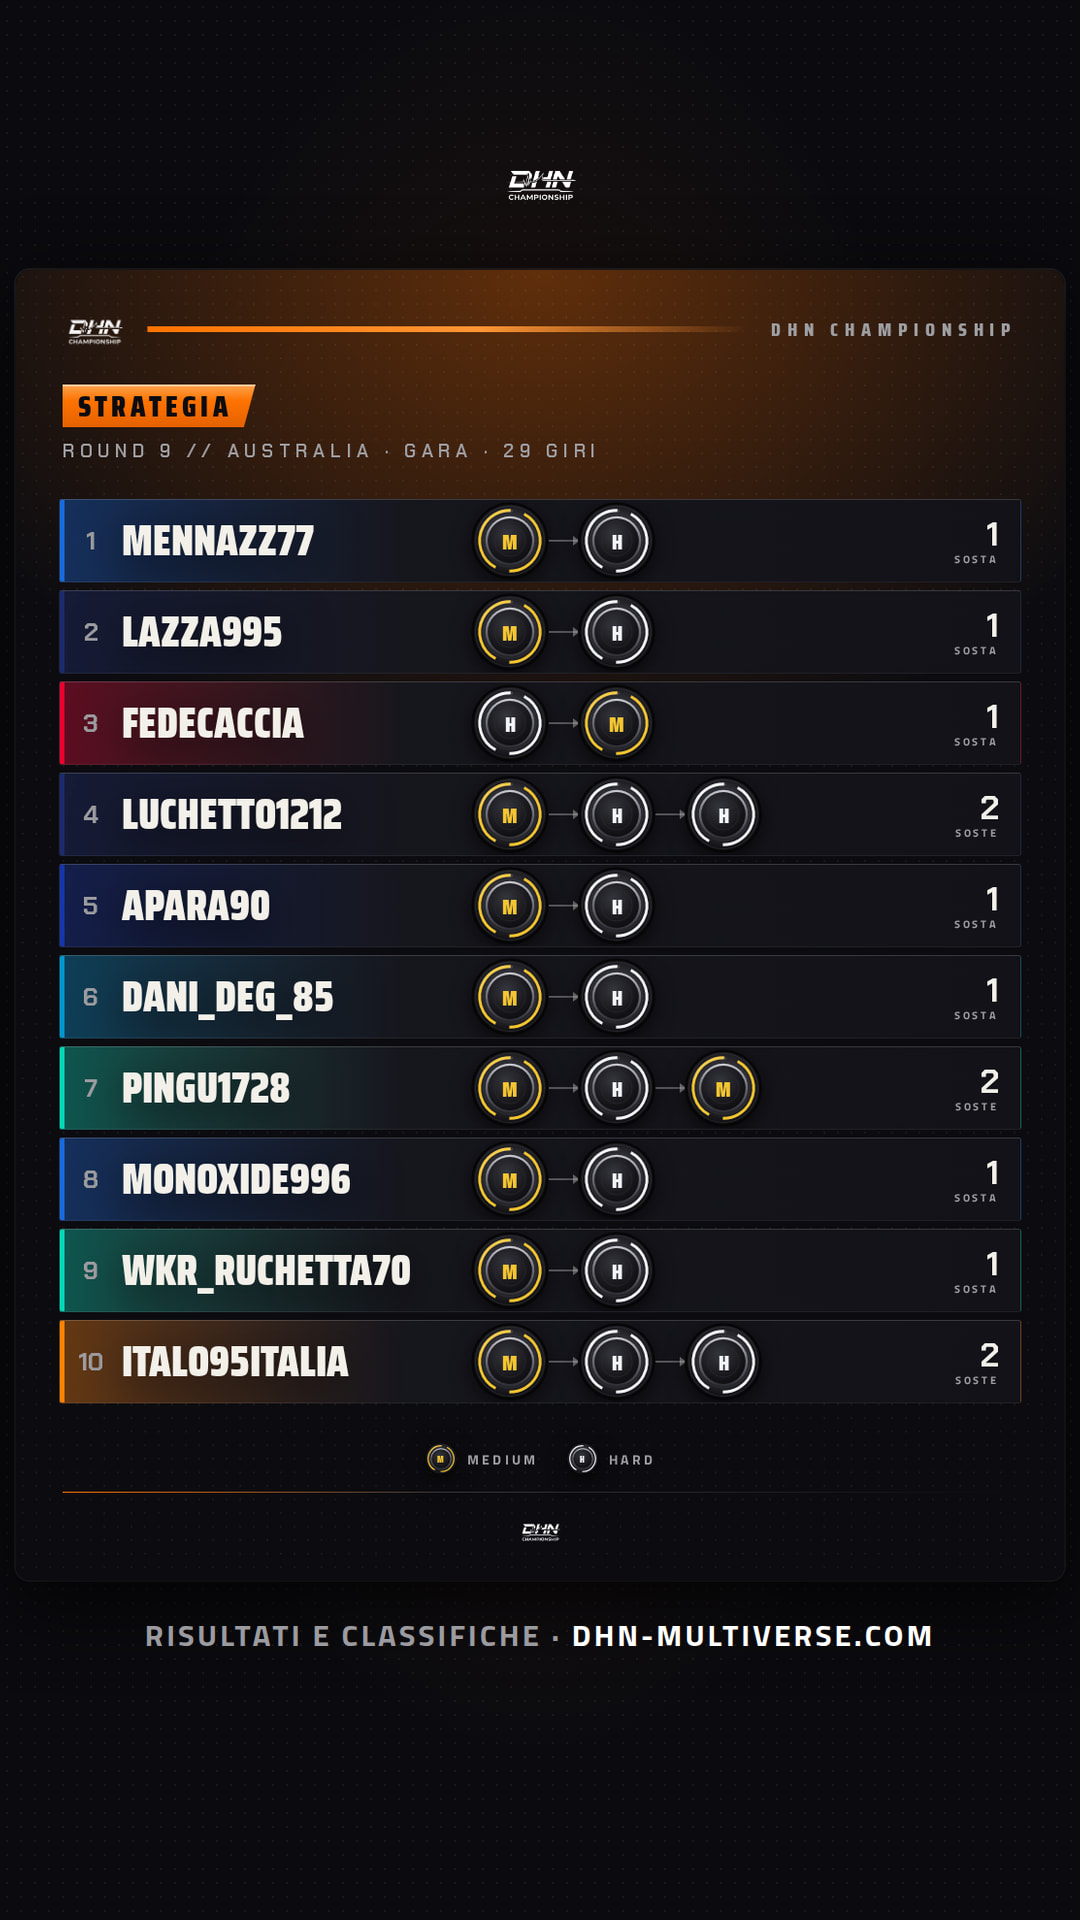 DHN
CHAMPIONSHIP
DHN
CHAMPIONSHIP
DHN CHAMPIONSHIP
STRATEGIA
ROUND 9 // AUSTRALIA · GARA · 29 GIRI
1 MENNAZZ77 M H 1 SOSTA
2 LAZZA995 M H 1 SOSTA
3 FEDECACCIA H M 1 SOSTA
4 LUCHETTO1212 M H H 2 SOSTE
5 APARA90 M H 1 SOSTA
6 DANI_DEG_85 M H 1 SOSTA
7 PINGU1728 M H M 2 SOSTE
8 MONOXIDE996 M H 1 SOSTA
9 WKR_RUCHETTA70 M H 1 SOSTA
10 ITALO95ITALIA M H H 2 SOSTE
M MEDIUM H HARD
DHN
CHAMPIONSHIP
RISULTATI E CLASSIFICHE · DHN-MULTIVERSE.COM